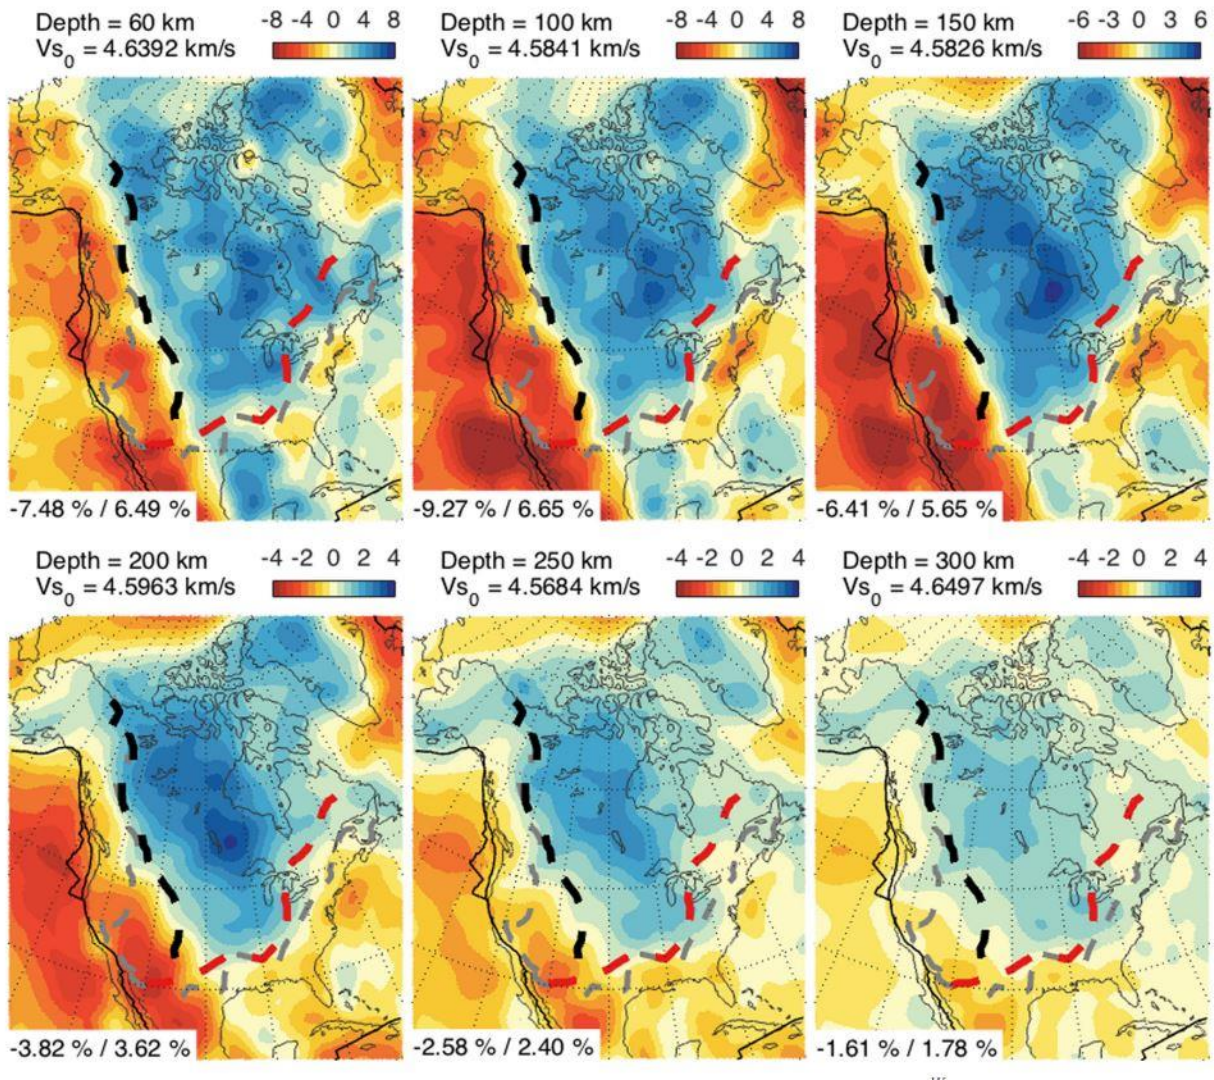 Depth = 60 km
Vs0 = 4.6392 km/s
-8 -4 0 4 8
-7.48 % / 6.49 %
Depth = 100 km
Vs0 = 4.5841 km/s
-8 -4 0 4 8
-9.27 % / 6.65 %
Depth = 150 km
Vs0 = 4.5826 km/s
-6 -3 0 3 6
-6.41 % / 5.65 %
Depth = 200 km
Vs0 = 4.5963 km/s
-4 -2 0 2 4
-3.82 % / 3.62 %
Depth = 250 km
Vs0 = 4.5684 km/s
-4 -2 0 2 4
-2.58 % / 2.40 %
Depth = 300 km
Vs0 = 4.6497 km/s
-4 -2 0 2 4
-1.61 % / 1.78 %